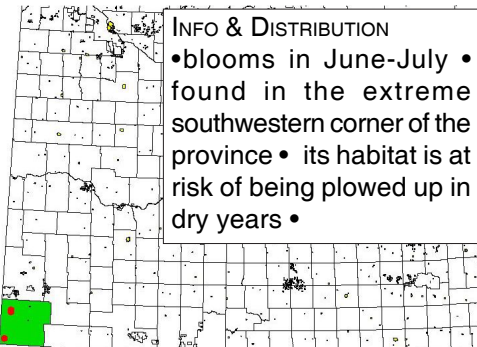 INFO & DISTRIBUTION
•blooms in June-July •
found in the extreme
southwestern corner of the
province • its habitat is at
risk of being plowed up in
dry years •